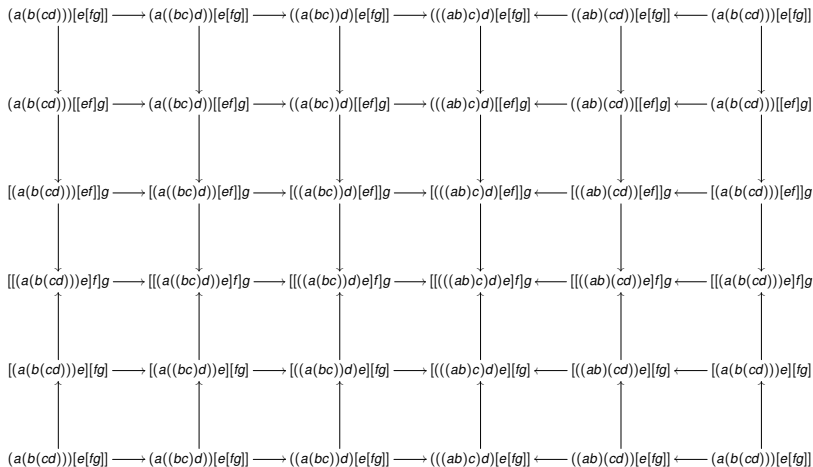 (a(b(cd)))[e[fg]] (a((bc)d))[e[fg]] ((a(bc))d)[e[fg]] (((ab)c)d)[e[fg]] ((ab)(cd))[e[fg]] (a(b(cd)))[e[fg]]
(a(b(cd)))[[ef]g] (a((bc)d))[[ef]g] ((a(bc))d)[[ef]g] (((ab)c)d)[[ef]g] ((ab)(cd))[[ef]g] (a(b(cd)))[[ef]g]
[(a(b(cd)))[ef]]g [(a((bc)d))[ef]]g [((a(bc))d)[ef]]g [(((ab)c)d)[ef]]g [((ab)(cd))[ef]]g [(a(b(cd)))[ef]]g
[[(a(b(cd)))e]f]g [[(a((bc)d))e]f]g [[((a(bc))d)e]f]g [[(((ab)c)d)e]f]g [[((ab)(cd))e]f]g [[(a(b(cd)))e]f]g
[(a(b(cd)))e][fg] [(a((bc)d))e][fg] [((a(bc))d)e][fg] [(((ab)c)d)e][fg] [((ab)(cd))e][fg] [(a(b(cd)))e][fg]
(a(b(cd)))[e[fg]] (a((bc)d))[e[fg]] ((a(bc))d)[e[fg]] (((ab)c)d)[e[fg]] ((ab)(cd))[e[fg]] (a(b(cd)))[e[fg]]